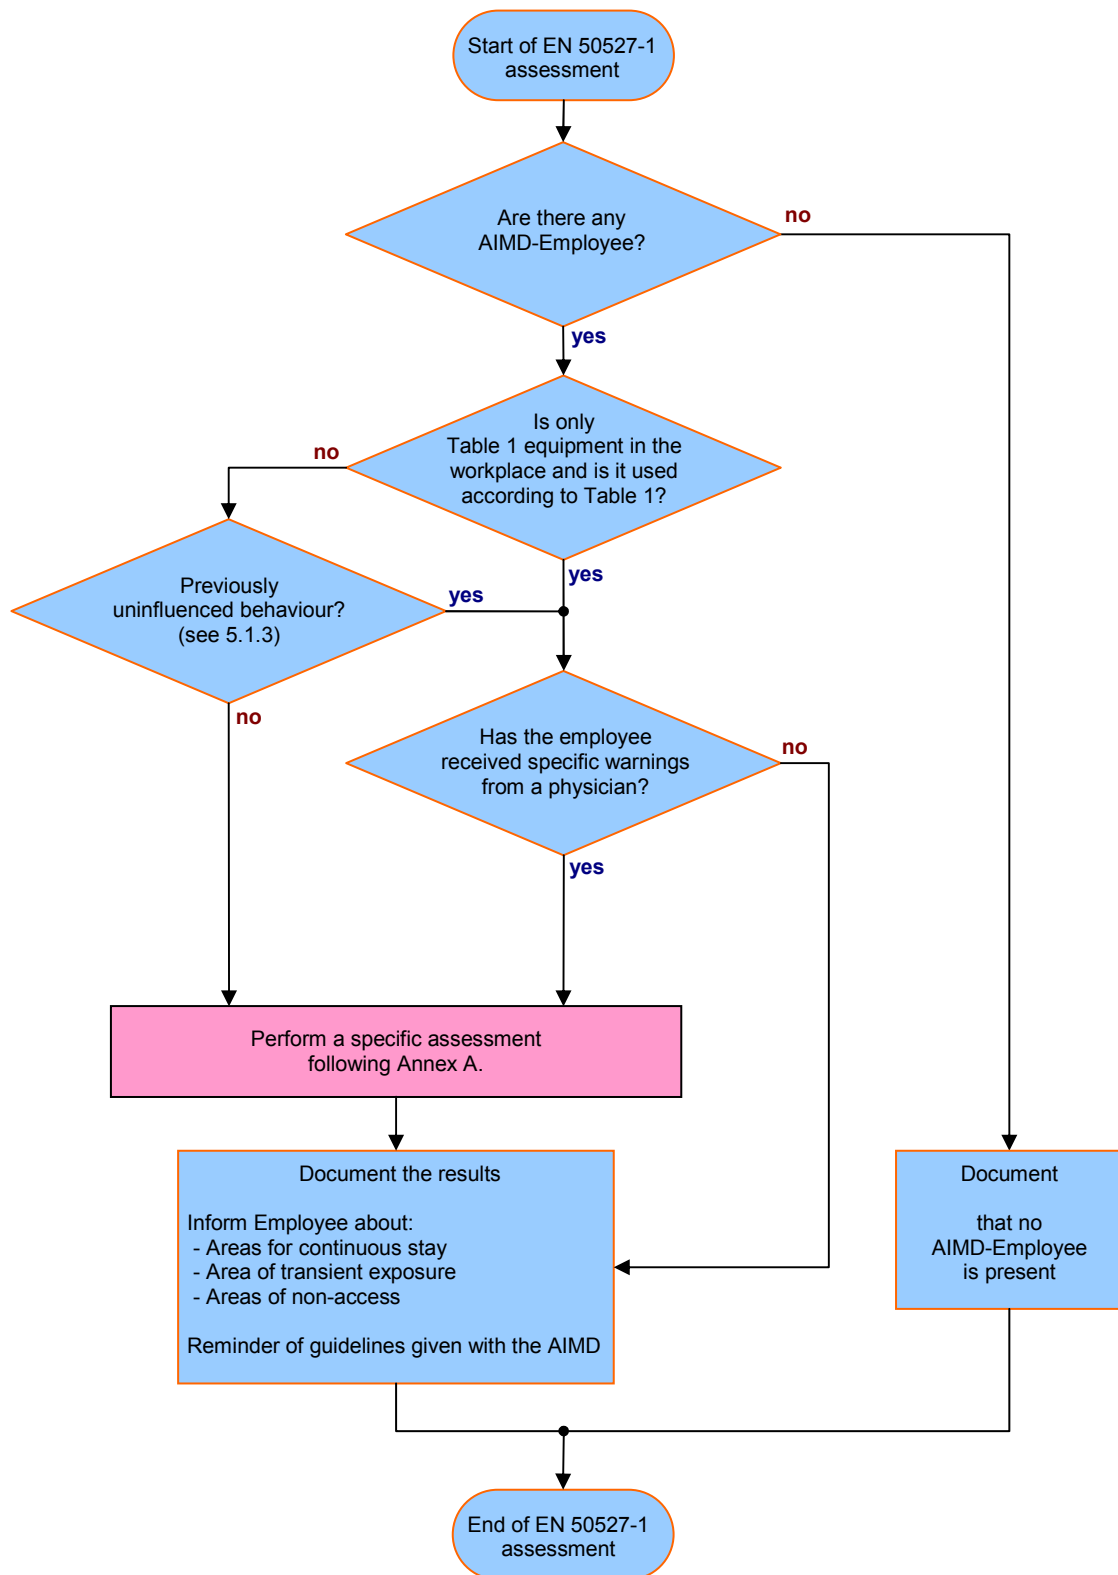 Start of EN 50527-1
assessment
Are there any
AIMD-Employee?
no
yes
Is only
Table 1 equipment in the
workplace and is it used
according to Table 1?
no
yes
Previously
uninfluenced behaviour?
(see 5.1.3)
yes
no
Has the employee
received specific warnings
from a physician?
no
yes
Perform a specific assessment
following Annex A.
Document the results
Inform Employee about:
- Areas for continuous stay
- Area of transient exposure
- Areas of non-access
Reminder of guidelines given with the AIMD
Document
that no
AIMD-Employee
is present
End of EN 50527-1
assessment